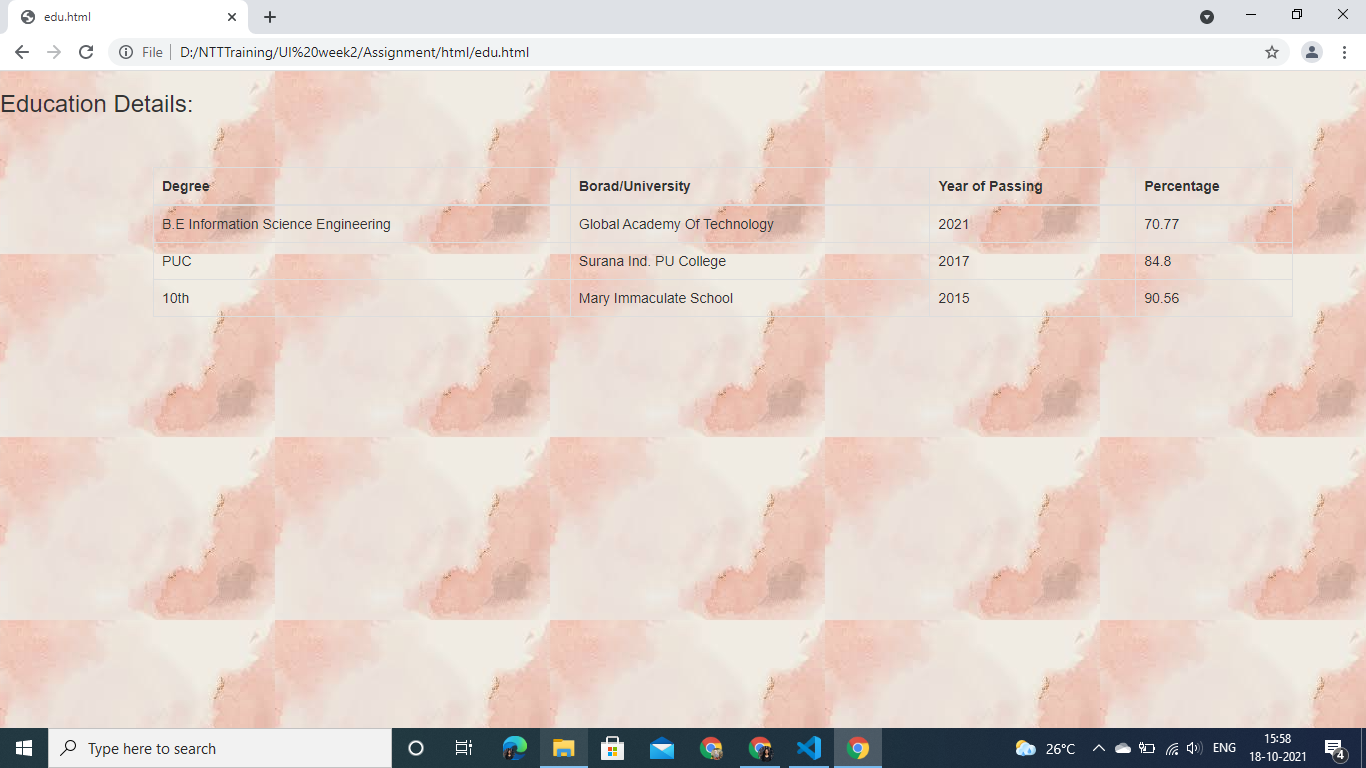 edu.html
File D:/NTTTraining/UI%20week2/Assignment/html/edu.html
Education Details:
Degree Borad/University Year of Passing Percentage
B.E Information Science Engineering Global Academy Of Technology 2021 70.77
PUC Surana Ind. PU College 2017 84.8
10th Mary Immaculate School 2015 90.56
Type here to search
26°C
ENG
15:58
18-10-2021
4